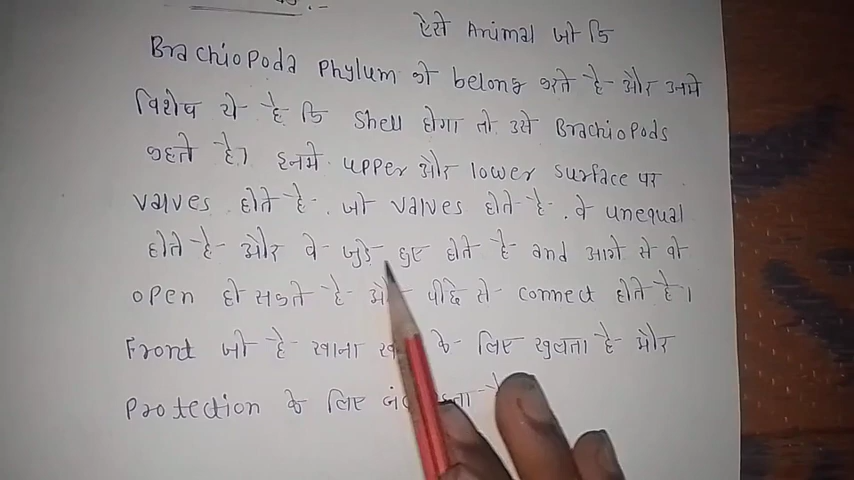 ऐसे Animal जो कि
Brachiopoda Phylum को belong करते है और उनमे
विशेष ये है कि Shell होगा तो उसे Brachiopods
कहते है। इनमे upper और lower surface पर
valves होते है. जो valves होते है. वे unequal
होते है और वे जुडे हुए होते है and आगे से वो
open हो सकते है और पीछे से connect होते है।
Front जो है खाना के लिए खुलता है और
Protection के लिए